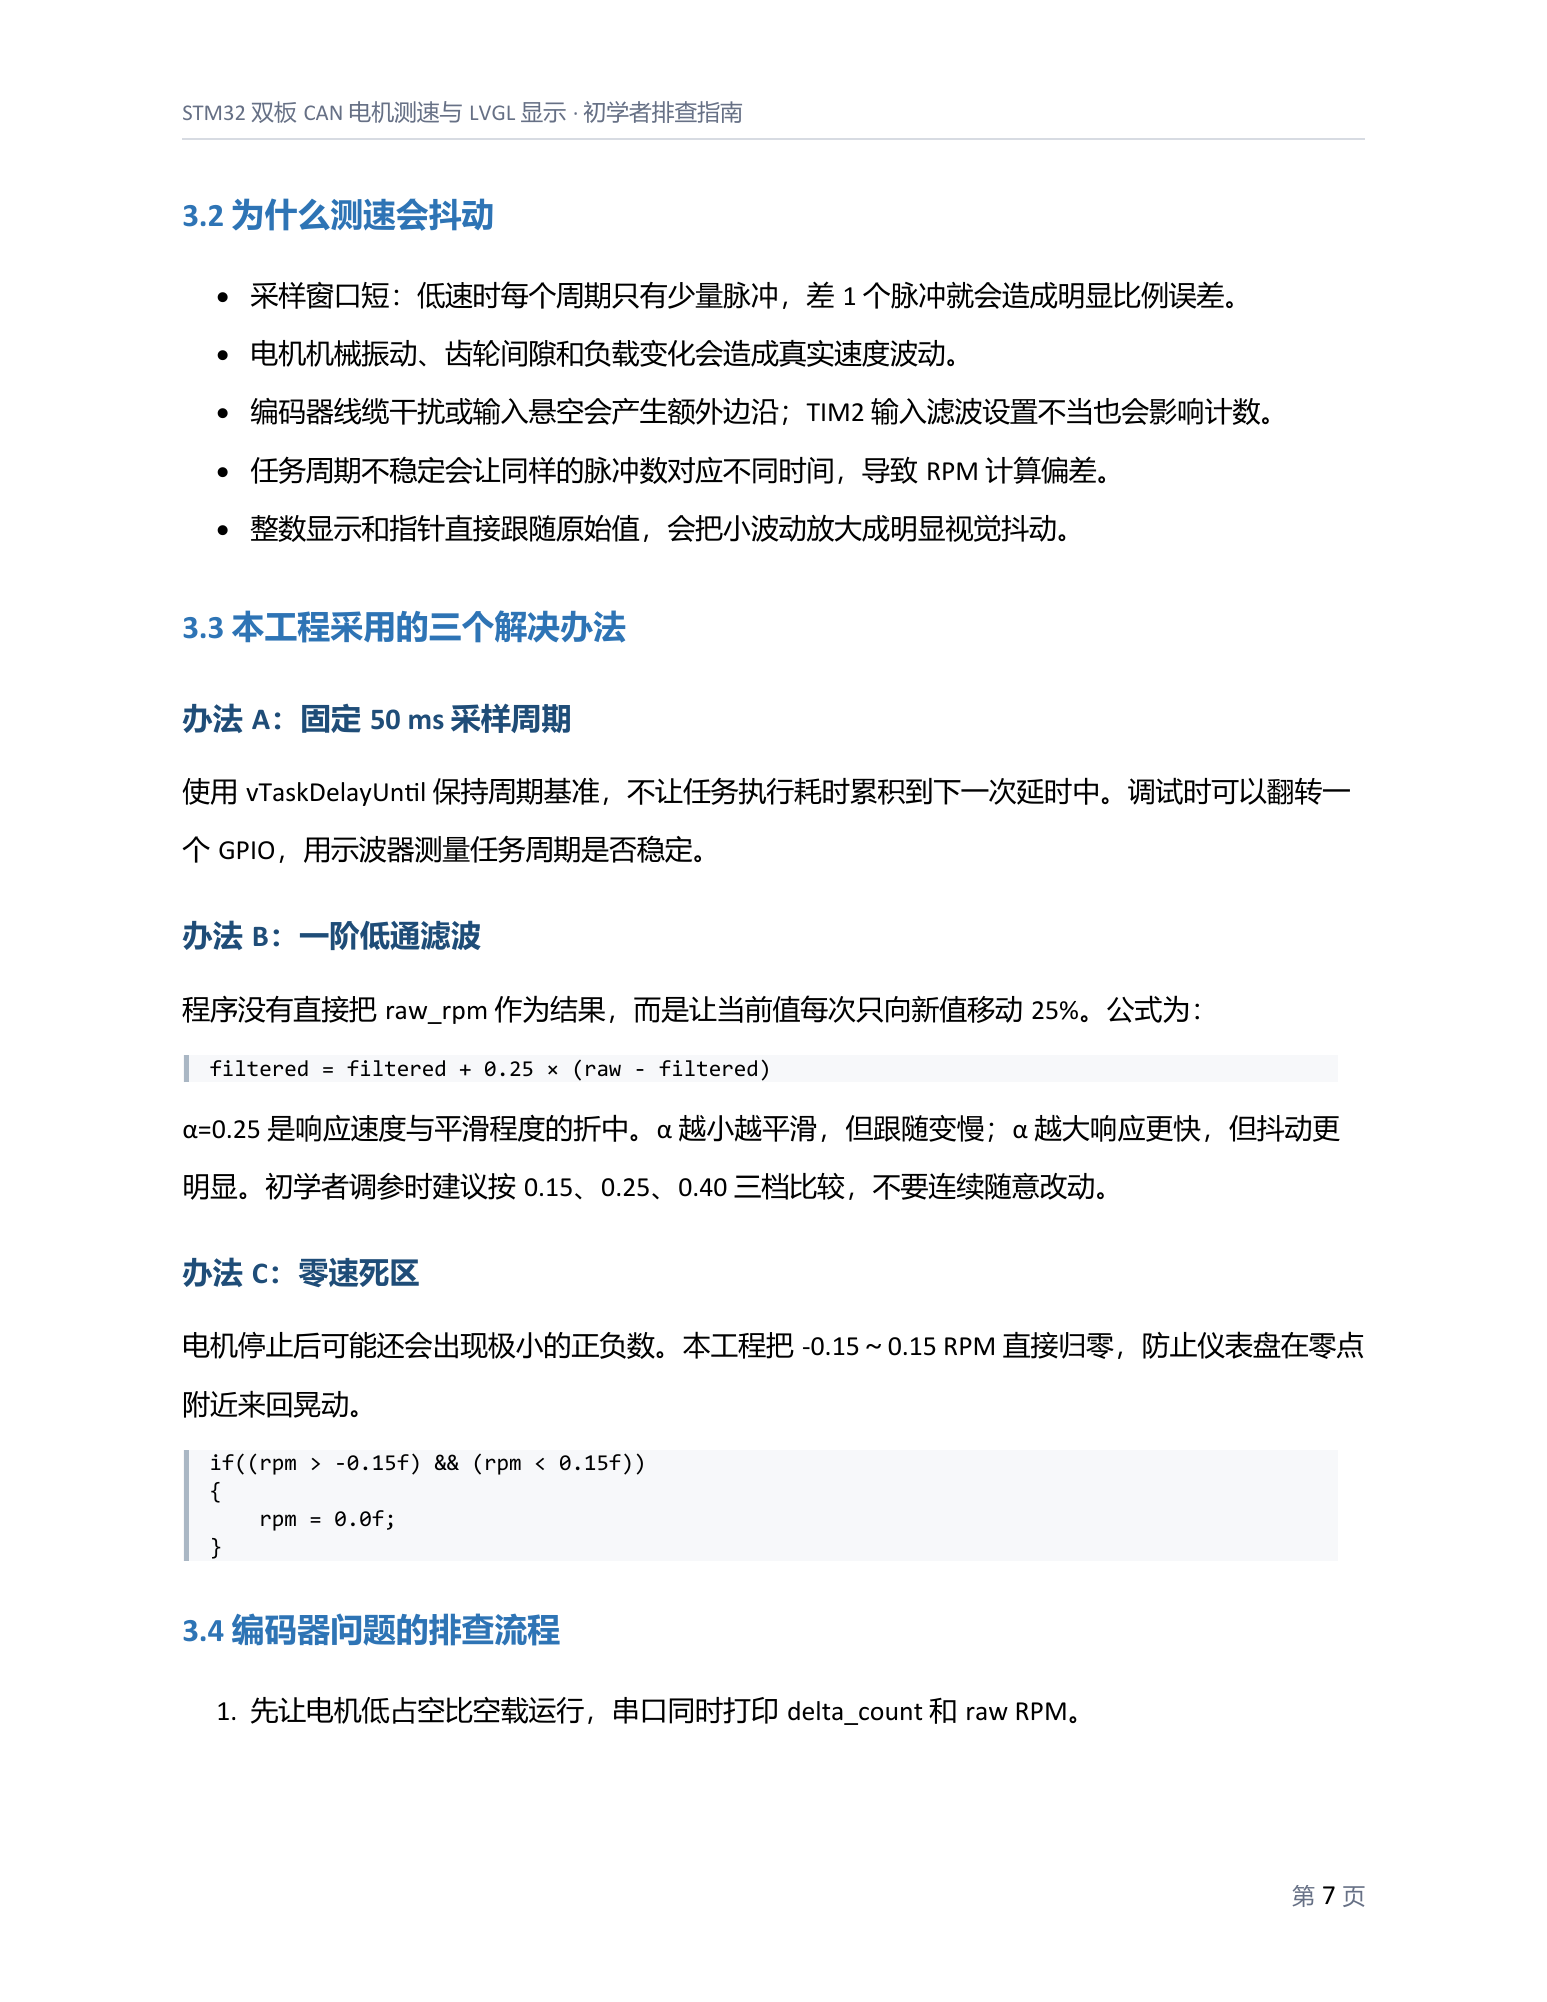 STM32 双板 CAN 电机测速与 LVGL 显示 · 初学者排查指南
3.2 为什么测速会抖动
• 采样窗口短：低速时每个周期只有少量脉冲，差 1 个脉冲就会造成明显比例误差。
• 电机机械振动、齿轮间隙和负载变化会造成真实速度波动。
• 编码器线缆干扰或输入悬空会产生额外边沿；TIM2 输入滤波设置不当也会影响计数。
• 任务周期不稳定会让同样的脉冲数对应不同时间，导致 RPM 计算偏差。
• 整数显示和指针直接跟随原始值，会把小波动放大成明显视觉抖动。
3.3 本工程采用的三个解决办法
办法 A：固定 50 ms 采样周期
使用 vTaskDelayUntil 保持周期基准，不让任务执行耗时累积到下一次延时中。调试时可以翻转一
个 GPIO，用示波器测量任务周期是否稳定。
办法 B：一阶低通滤波
程序没有直接把 raw_rpm 作为结果，而是让当前值每次只向新值移动 25%。公式为：
filtered = filtered + 0.25 × (raw - filtered)
α=0.25 是响应速度与平滑程度的折中。α 越小越平滑，但跟随变慢；α 越大响应更快，但抖动更
明显。初学者调参时建议按 0.15、0.25、0.40 三档比较，不要连续随意改动。
办法 C：零速死区
电机停止后可能还会出现极小的正负数。本工程把 -0.15 ~ 0.15 RPM 直接归零，防止仪表盘在零点
附近来回晃动。
if((rpm > -0.15f) && (rpm < 0.15f))
{
    rpm = 0.0f;
}
3.4 编码器问题的排查流程
1. 先让电机低占空比空载运行，串口同时打印 delta_count 和 raw RPM。
第 7 页